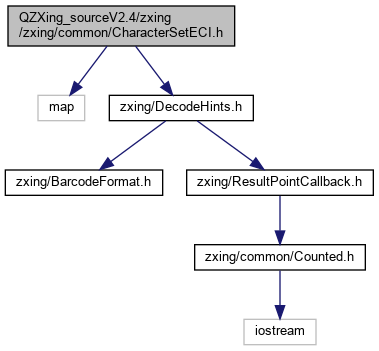 QZXing_sourceV2.4/zxing
/zxing/common/CharacterSetECI.h
map
zxing/DecodeHints.h
zxing/BarcodeFormat.h
zxing/ResultPointCallback.h
zxing/common/Counted.h
iostream